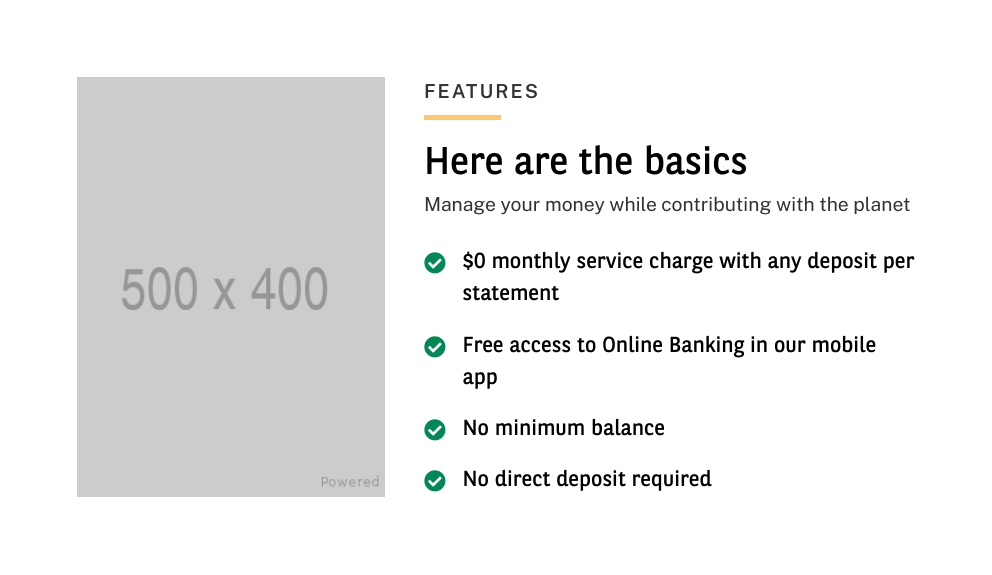 FEATURES
Here are the basics
Manage your money while contributing with the planet
$0 monthly service charge with any deposit per
statement
Free access to Online Banking in our mobile
app
No minimum balance
No direct deposit required
500 x 400
Powered